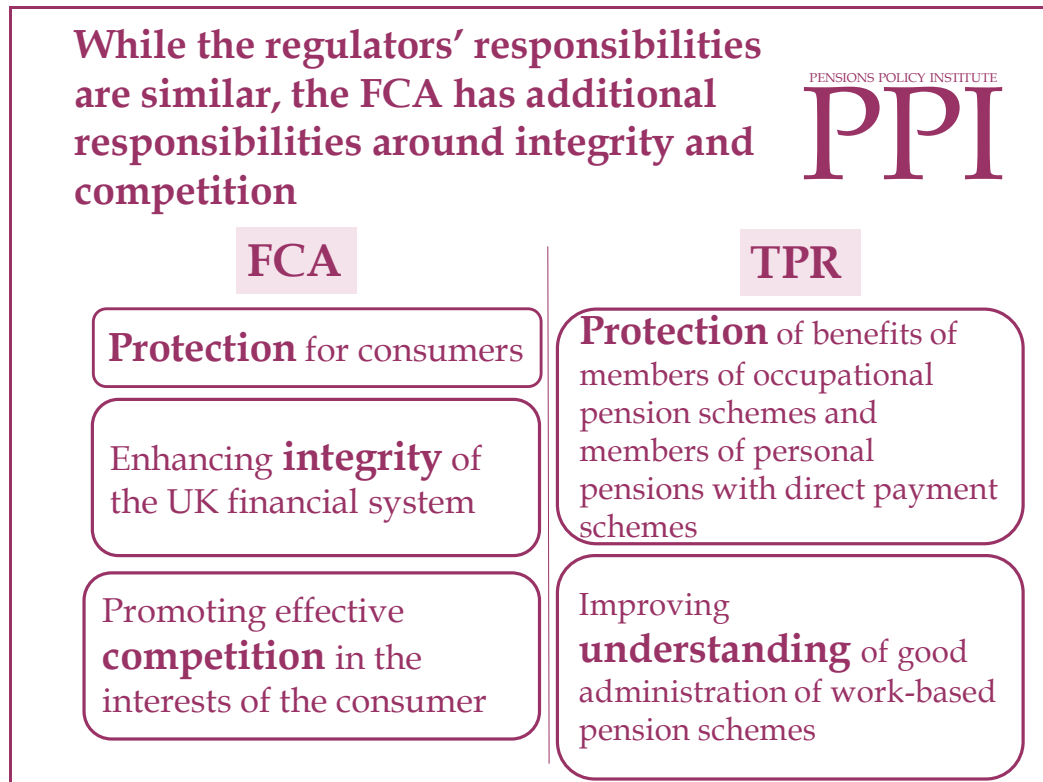 While the regulators’ responsibilities
are similar, the FCA has additional
responsibilities around integrity and
competition
PENSIONS POLICY INSTITUTE
PPI
FCA
Protection for consumers
Enhancing integrity of
the UK financial system
Promoting effective
competition in the
interests of the consumer
TPR
Protection of benefits of
members of occupational
pension schemes and
members of personal
pensions with direct payment
schemes
Improving
understanding of good
administration of work-based
pension schemes